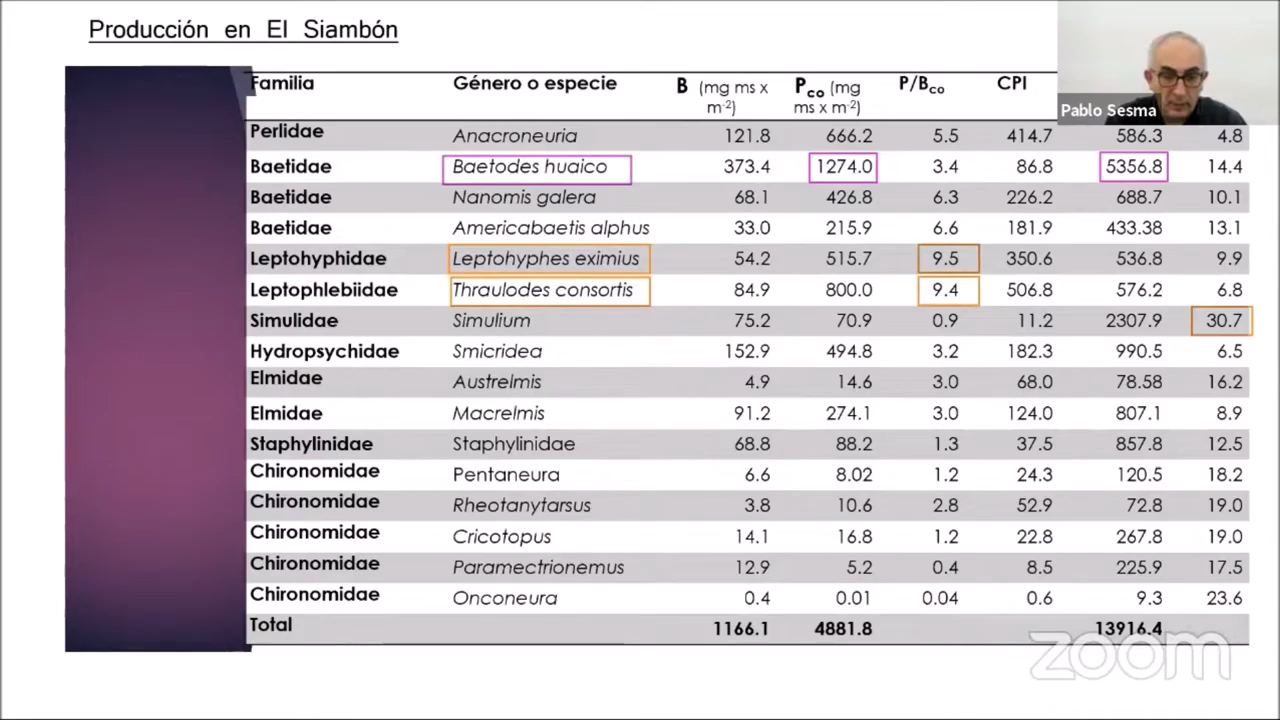 Producción en El Siambón
Familia Género o especie B (mg ms x m-2) Pco (mg ms x m-2) P/Bco CPI
Pablo Sesma
Perlidae Anacroneuria 121.8 666.2 5.5 414.7 586.3 4.8
Baetidae Baetodes huaico 373.4 1274.0 3.4 86.8 5356.8 14.4
Baetidae Nanomis galera 68.1 426.8 6.3 226.2 688.7 10.1
Baetidae Americabaetis alphus 33.0 215.9 6.6 181.9 433.38 13.1
Leptohyphidae Leptohyphes eximius 54.2 515.7 9.5 350.6 536.8 9.9
Leptophlebiidae Thraulodes consortis 84.9 800.0 9.4 506.8 576.2 6.8
Simulidae Simulium 75.2 70.9 0.9 11.2 2307.9 30.7
Hydropsychidae Smicridea 152.9 494.8 3.2 182.3 990.5 6.5
Elmidae Austrelmis 4.9 14.6 3.0 68.0 78.58 16.2
Elmidae Macrelmis 91.2 274.1 3.0 124.0 807.1 8.9
Staphylinidae Staphylinidae 68.8 88.2 1.3 37.5 857.8 12.5
Chironomidae Pentaneura 6.6 8.02 1.2 24.3 120.5 18.2
Chironomidae Rheotanytarsus 3.8 10.6 2.8 52.9 72.8 19.0
Chironomidae Cricotopus 14.1 16.8 1.2 22.8 267.8 19.0
Chironomidae Paramectrionemus 12.9 5.2 0.4 8.5 225.9 17.5
Chironomidae Onconeura 0.4 0.01 0.04 0.6 9.3 23.6
Total 1166.1 4881.8 13916.4
zoom